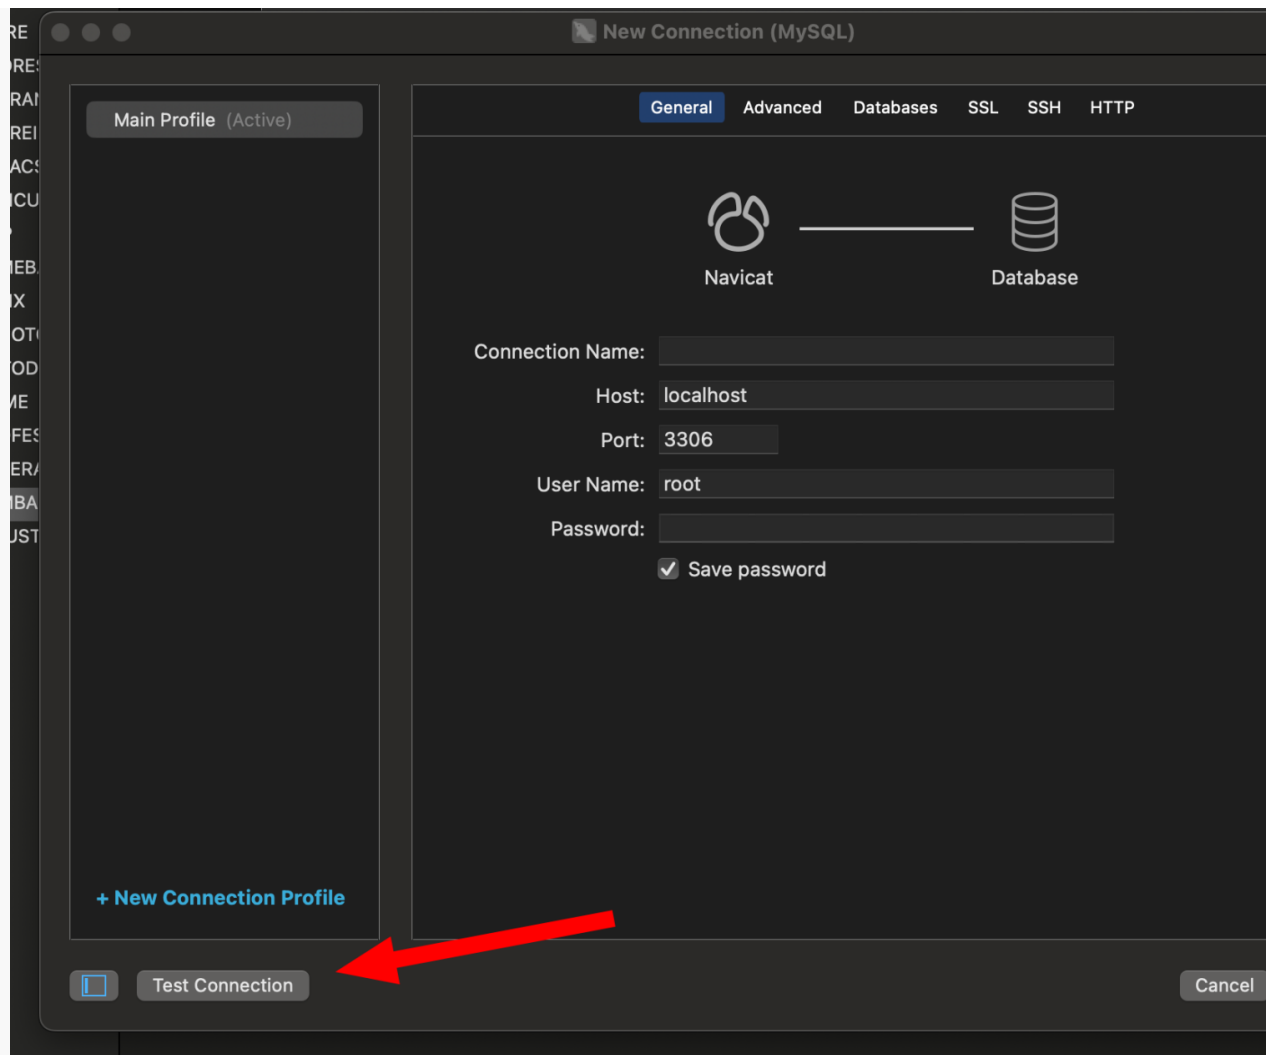 New Connection (MySQL)
Main Profile (Active)
General Advanced Databases SSL SSH HTTP
Navicat
Database
Connection Name:
Host: localhost
Port: 3306
User Name: root
Password:
Save password
+ New Connection Profile
Test Connection
Cancel